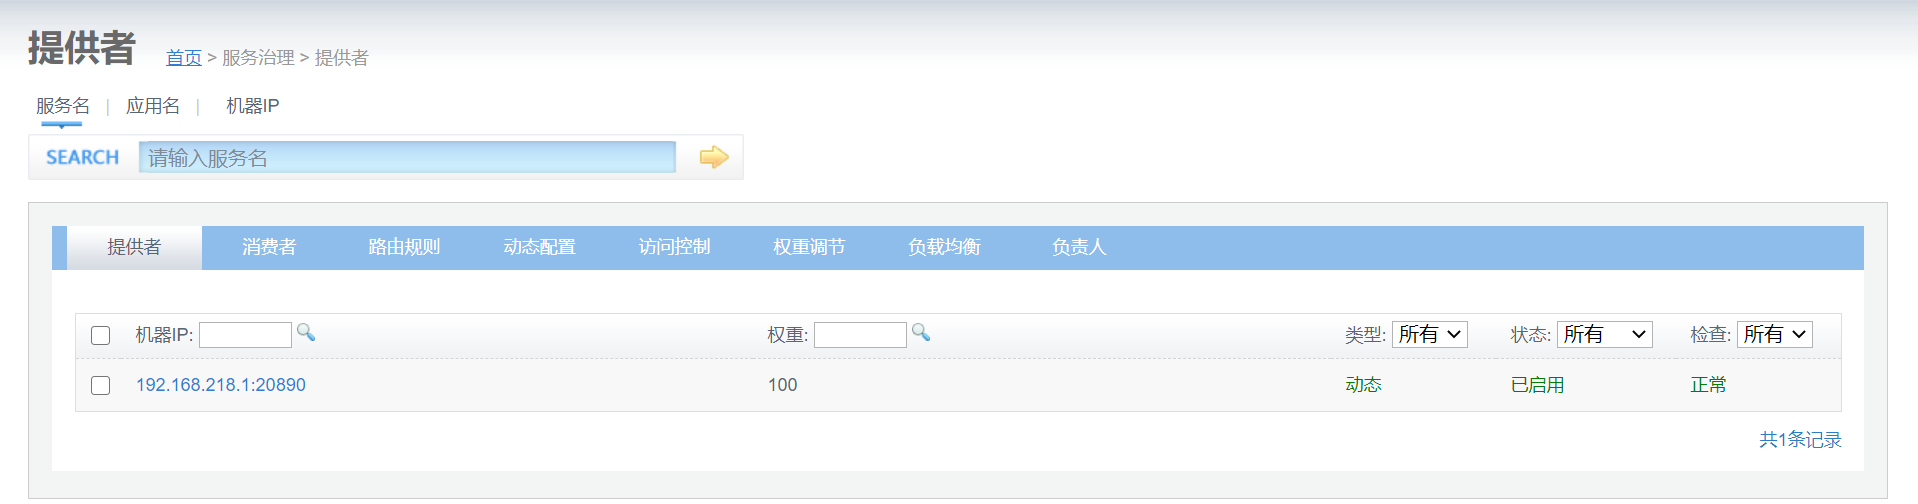 提供者 首页 > 服务治理 > 提供者
服务名 | 应用名 | 机器IP
SEARCH 请输入服务名
提供者 消费者 路由规则 动态配置 访问控制 权重调节 负载均衡 负责人
机器IP: 权重: 类型: 所有 状态: 所有 检查: 所有
192.168.218.1:20890 100 动态 已启用 正常
共1条记录